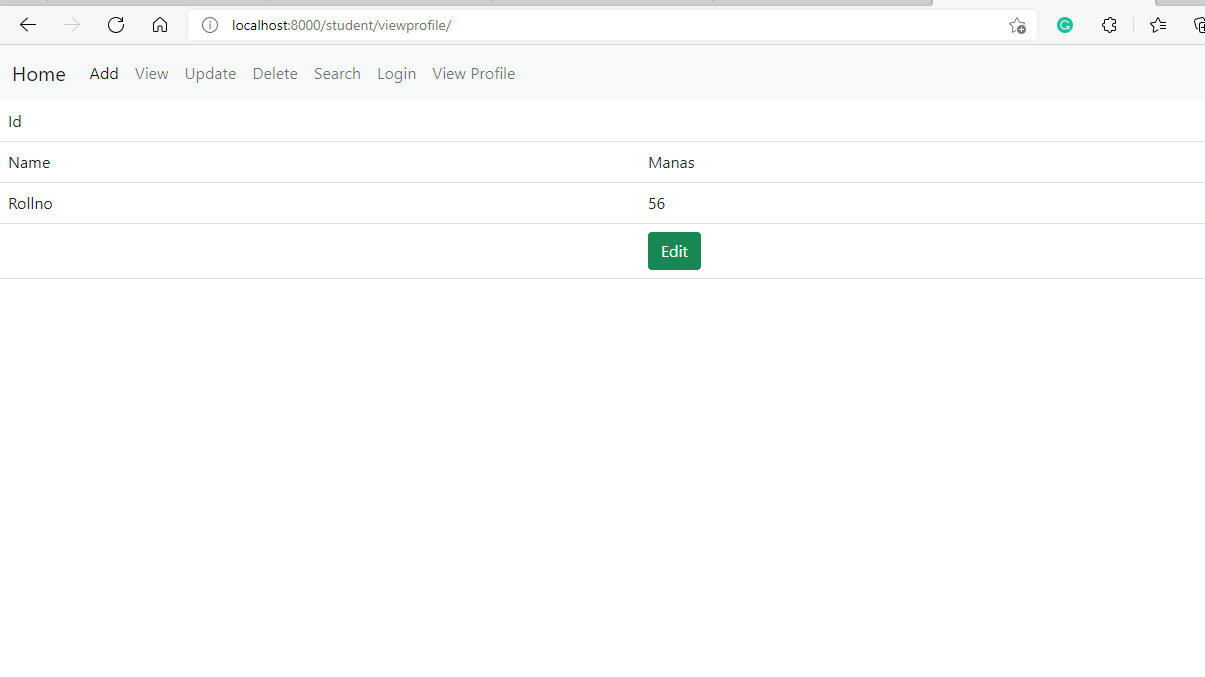 localhost:8000/student/viewprofile/
Home Add View Update Delete Search Login View Profile
Id
Name Manas
Rollno 56
Edit